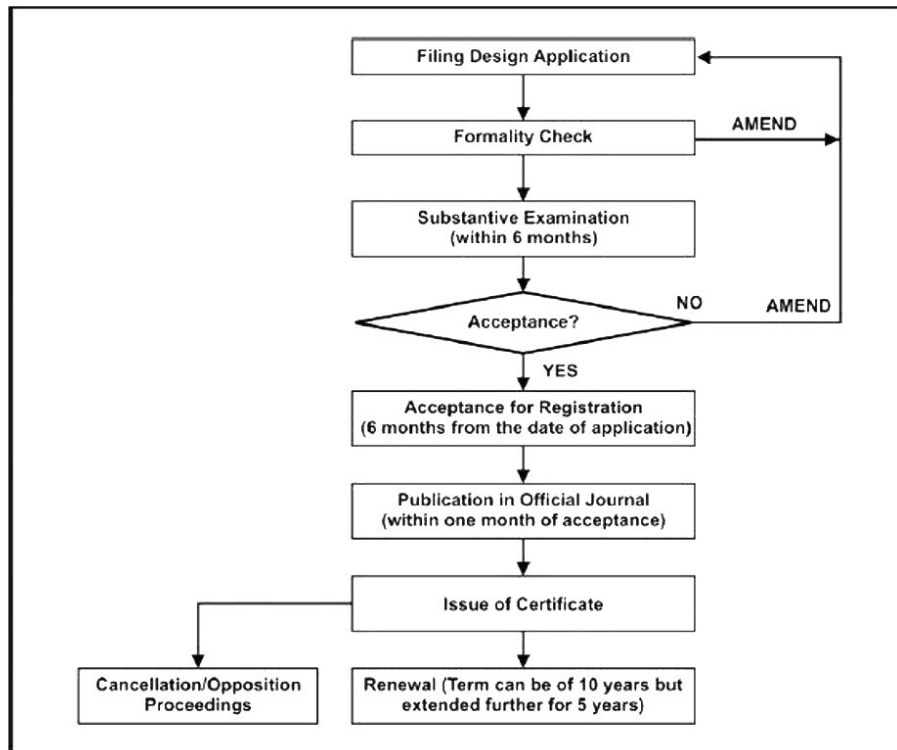 Filing Design Application
Formality Check
AMEND
Substantive Examination
(within 6 months)
Acceptance?
NO
AMEND
YES
Acceptance for Registration
(6 months from the date of application)
Publication in Official Journal
(within one month of acceptance)
Issue of Certificate
Cancellation/Opposition
Proceedings
Renewal (Term can be of 10 years but
extended further for 5 years)